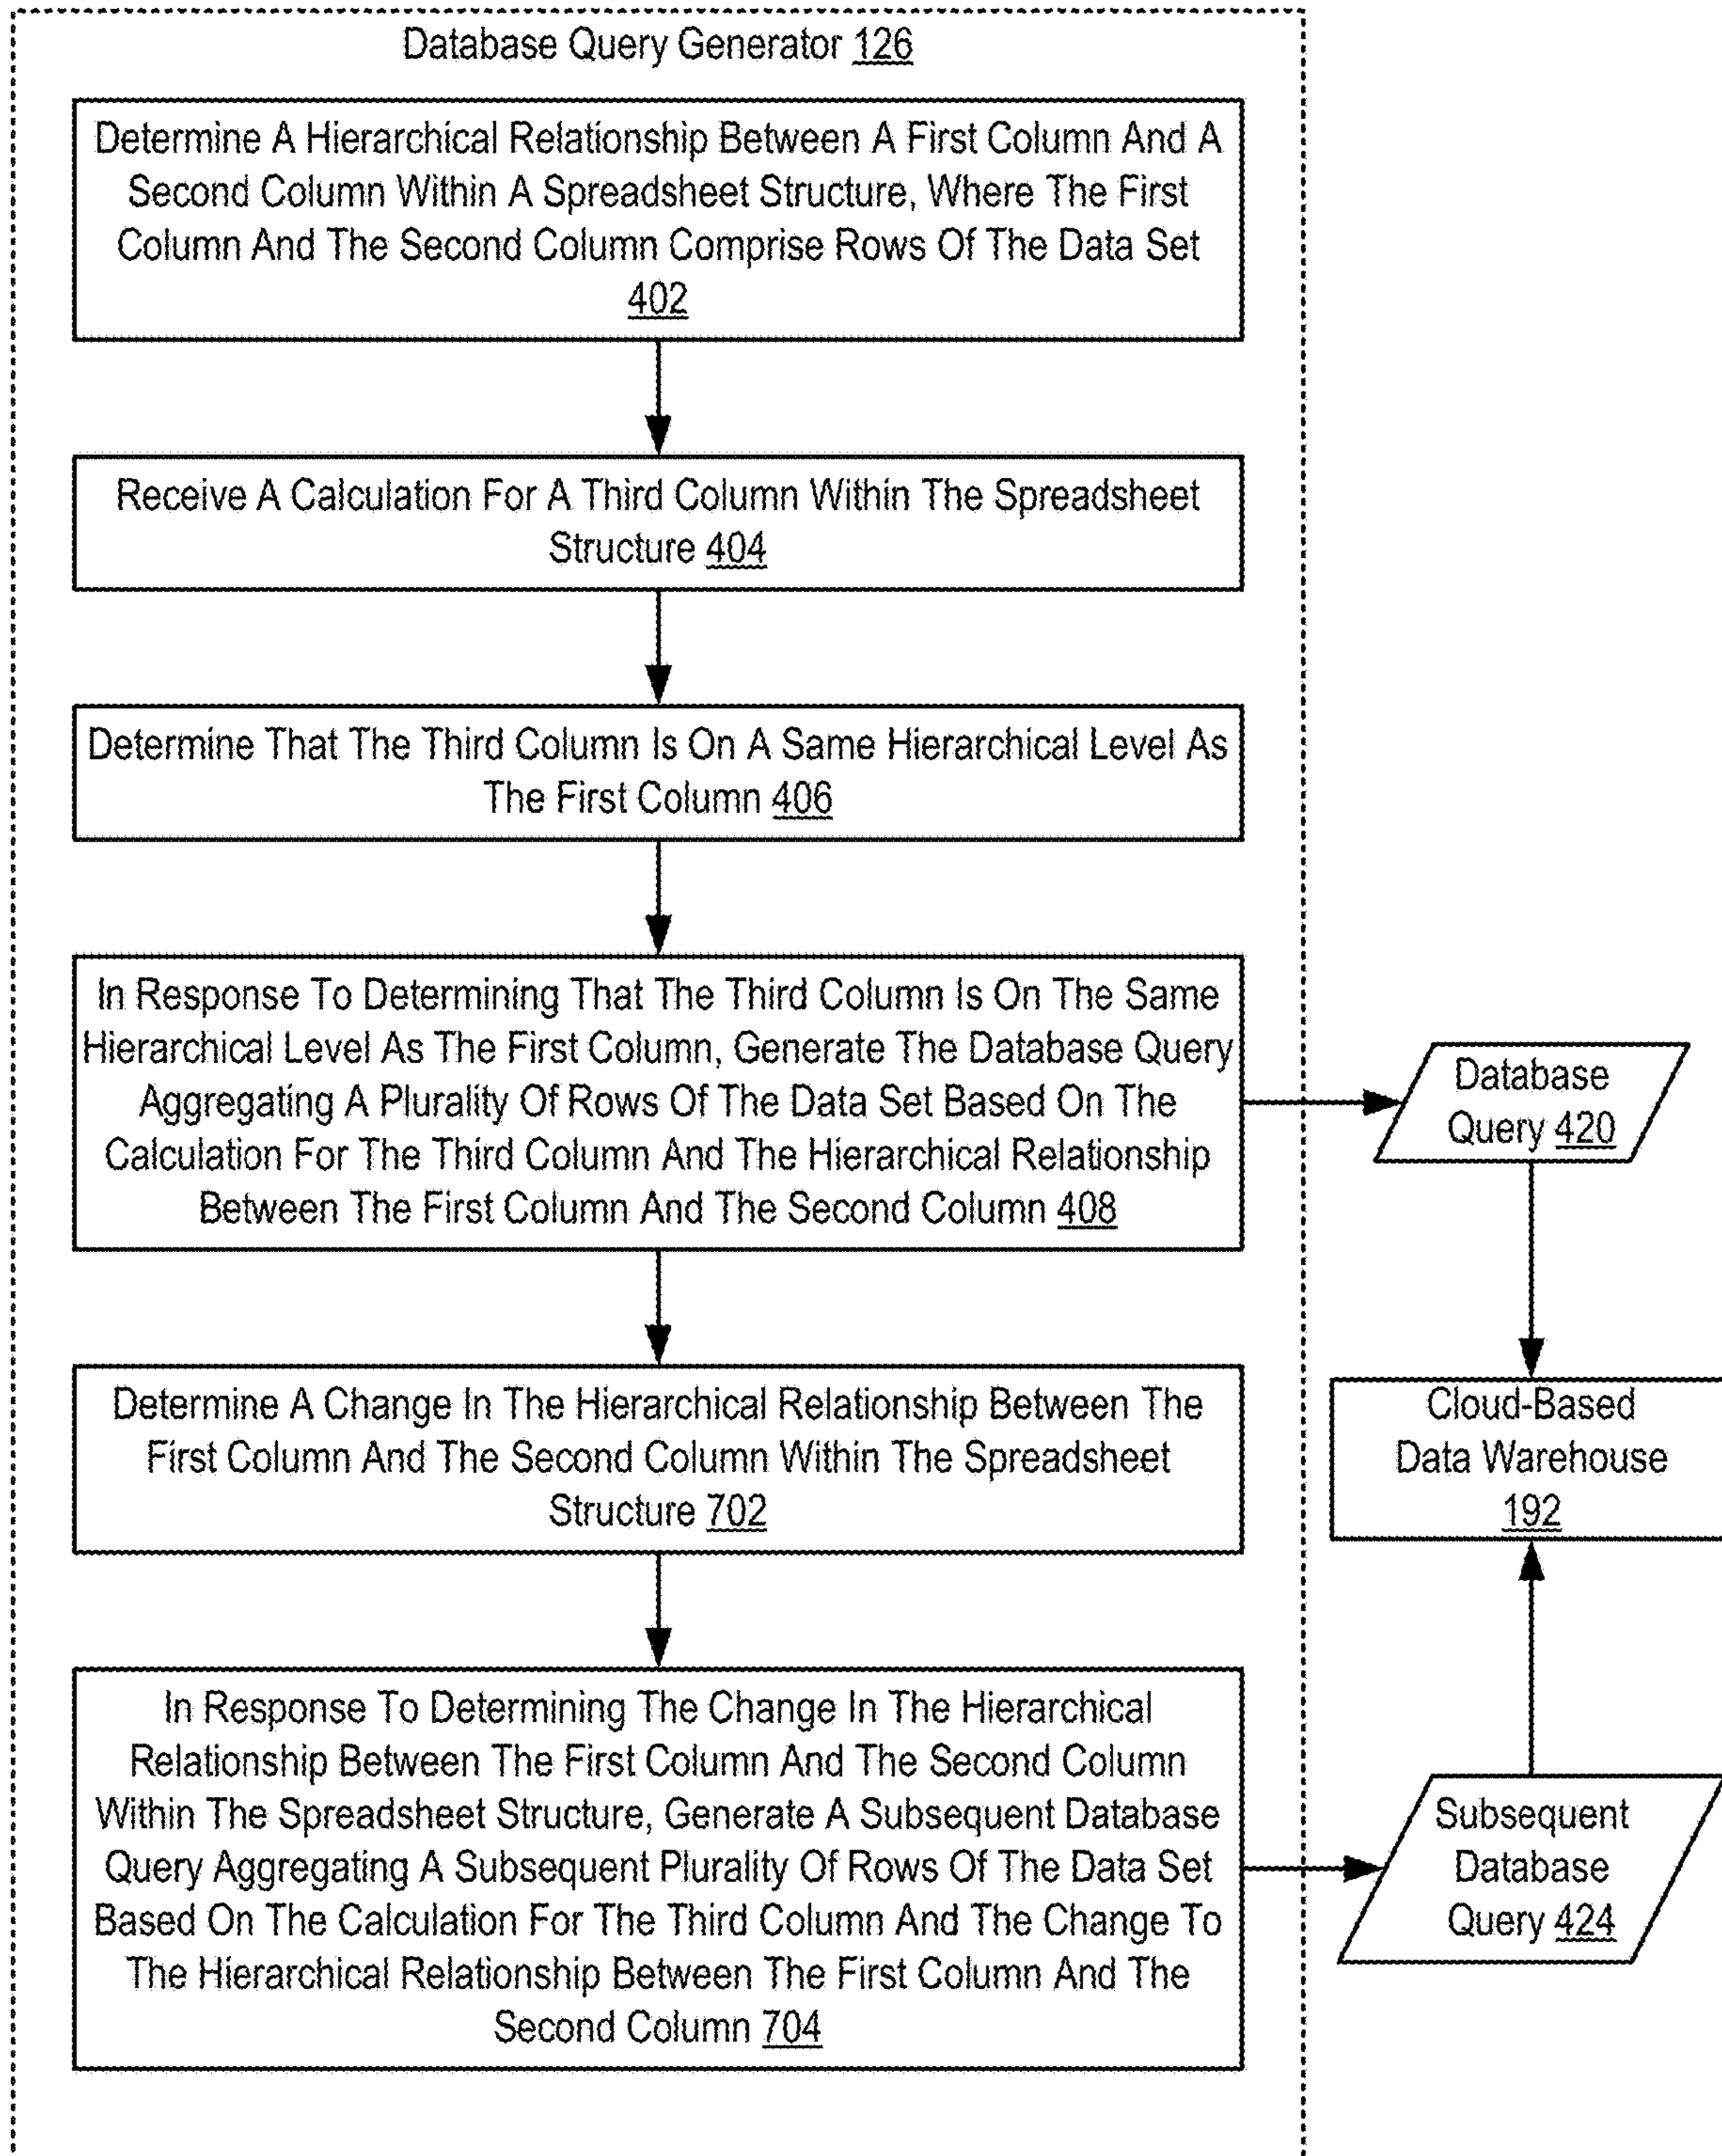 Database Query Generator 126
Determine A Hierarchical Relationship Between A First Column And A
Second Column Within A Spreadsheet Structure, Where The First
Column And The Second Column Comprise Rows Of The Data Set
402
Receive A Calculation For A Third Column Within The Spreadsheet
Structure 404
Determine That The Third Column Is On A Same Hierarchical Level As
The First Column 406
In Response To Determining That The Third Column Is On The Same
Hierarchical Level As The First Column, Generate The Database Query
Aggregating A Plurality Of Rows Of The Data Set Based On The
Calculation For The Third Column And The Hierarchical Relationship
Between The First Column And The Second Column 408
Database
Query 420
Determine A Change In The Hierarchical Relationship Between The
First Column And The Second Column Within The Spreadsheet
Structure 702
Cloud-Based
Data Warehouse
192
In Response To Determining The Change In The Hierarchical
Relationship Between The First Column And The Second Column
Within The Spreadsheet Structure, Generate A Subsequent Database
Query Aggregating A Subsequent Plurality Of Rows Of The Data Set
Based On The Calculation For The Third Column And The Change To
The Hierarchical Relationship Between The First Column And The
Second Column 704
Subsequent
Database
Query 424